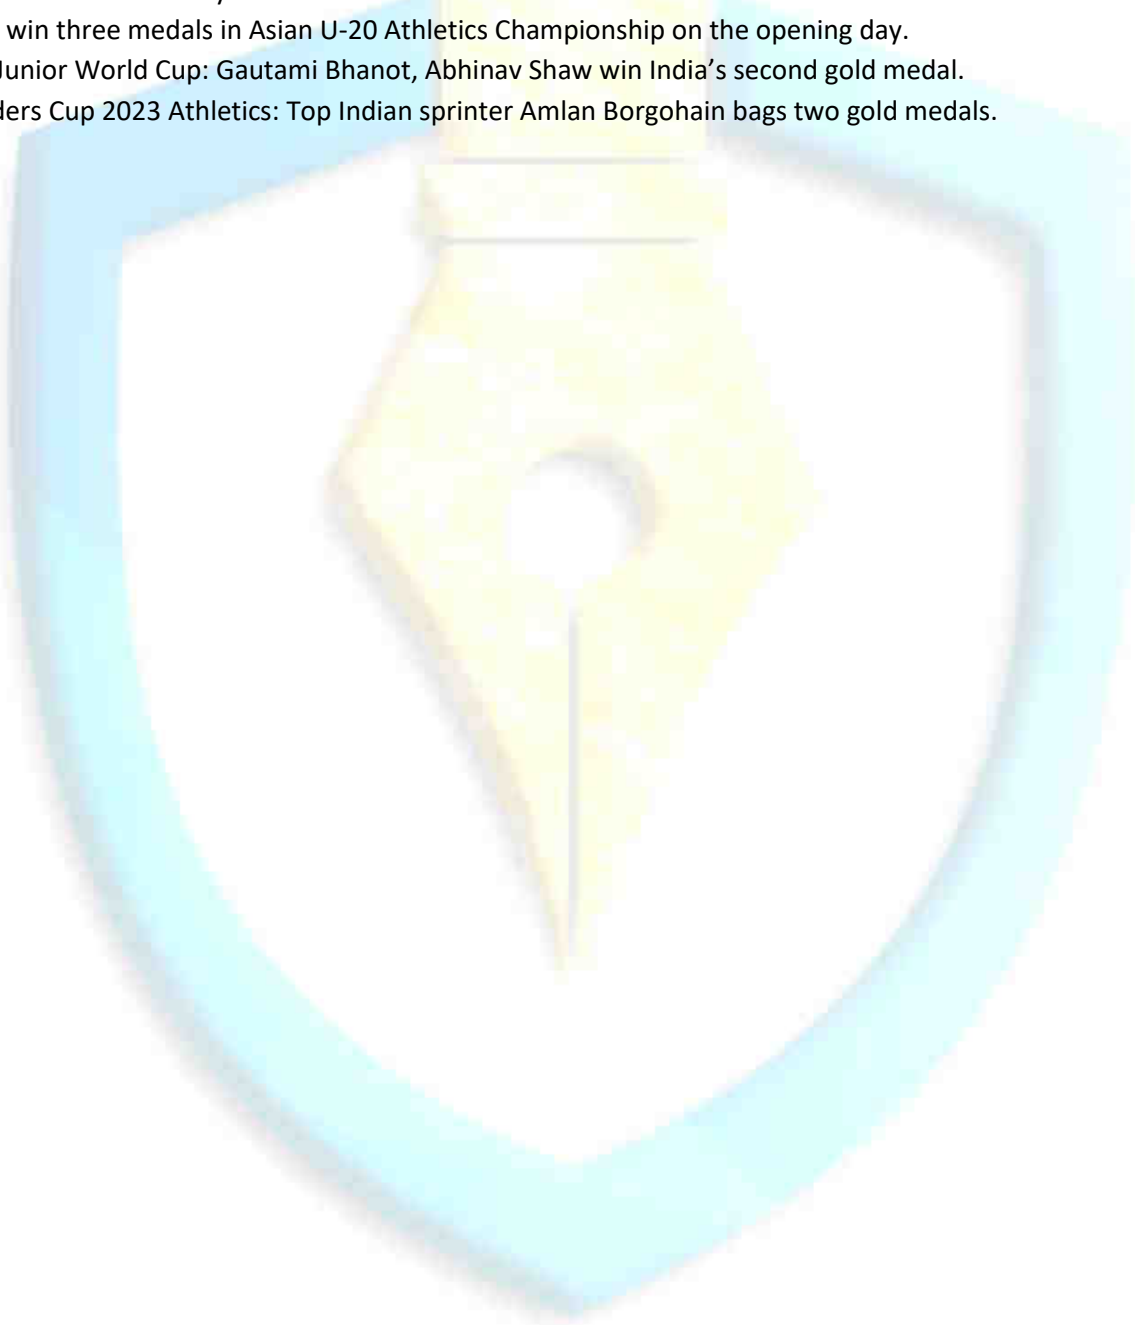 win three medals in Asian U-20 Athletics Championship on the opening day.
Junior World Cup: Gautami Bhanot, Abhinav Shaw win India’s second gold medal.
ders Cup 2023 Athletics: Top Indian sprinter Amlan Borgohain bags two gold medals.